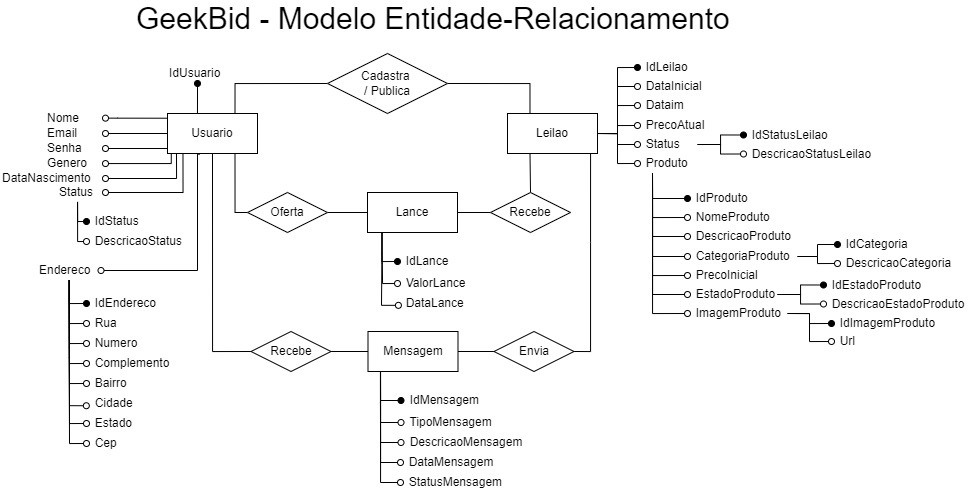 GeekBid - Modelo Entidade-Relacionamento
IdUsuario
Cadastra
/ Publica
Usuario
Leilao
Nome
Email
Senha
Genero
DataNascimento
Status
IdStatus
DescricaoStatus
Endereco
IdEndereco
Rua
Numero
Complemento
Bairro
Cidade
Estado
Cep
Oferta
Lance
Recebe
IdLance
ValorLance
DataLance
Recebe
Mensagem
Envia
IdMensagem
TipoMensagem
DescricaoMensagem
DataMensagem
StatusMensagem
IdLeilao
DataInicial
Dataim
PrecoAtual
Status
IdStatusLeilao
DescricaoStatusLeilao
Produto
IdProduto
NomeProduto
DescricaoProduto
CategoriaProduto
IdCategoria
DescricaoCategoria
PrecoInicial
EstadoProduto
IdEstadoProduto
DescricaoEstadoProduto
ImagemProduto
IdImagemProduto
Url